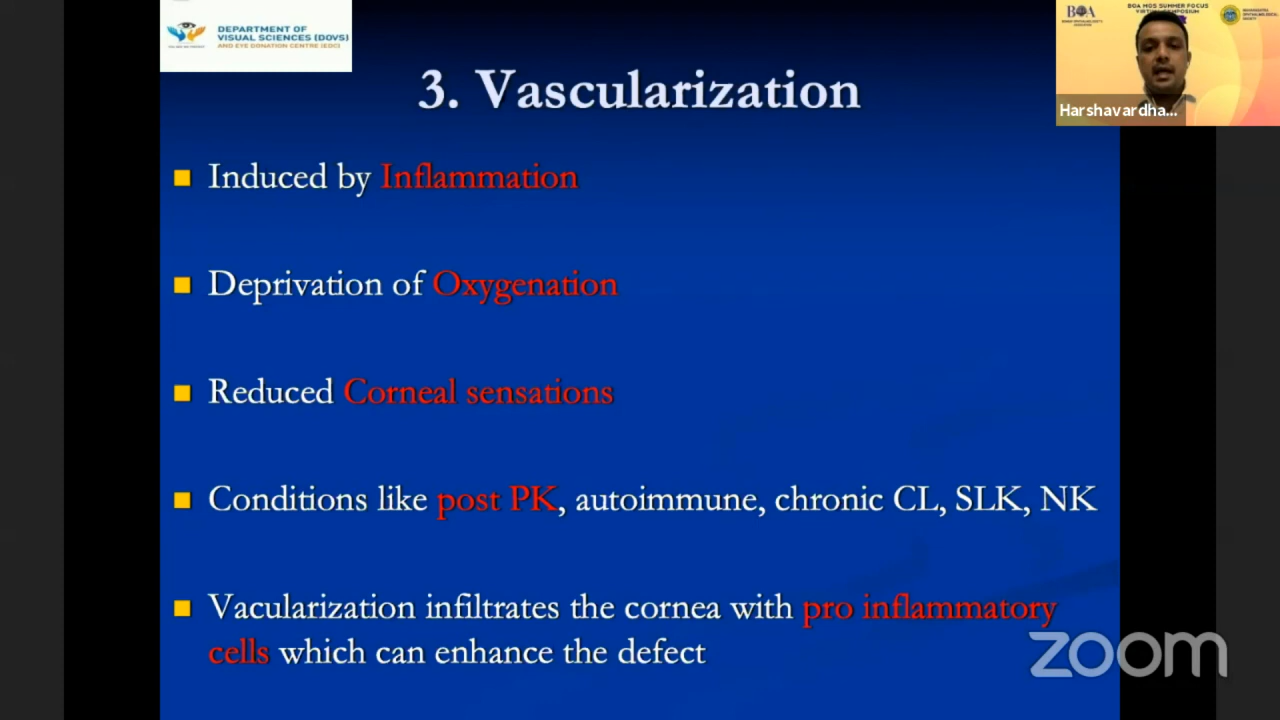 DEPARTMENT OF
VISUAL SCIENCES (DOVS)
AND EYE DONATION CENTRE (EDC)
BOA MOS SUMMER FOCUS
VIRTUAL SYMPOSIUM
BOA
Harshavardha...
3. Vascularization
Induced by Inflammation
Deprivation of Oxygenation
Reduced Corneal sensations
Conditions like post PK, autoimmune, chronic CL, SLK, NK
Vacularization infiltrates the cornea with pro inflammatory
cells which can enhance the defect
zoom